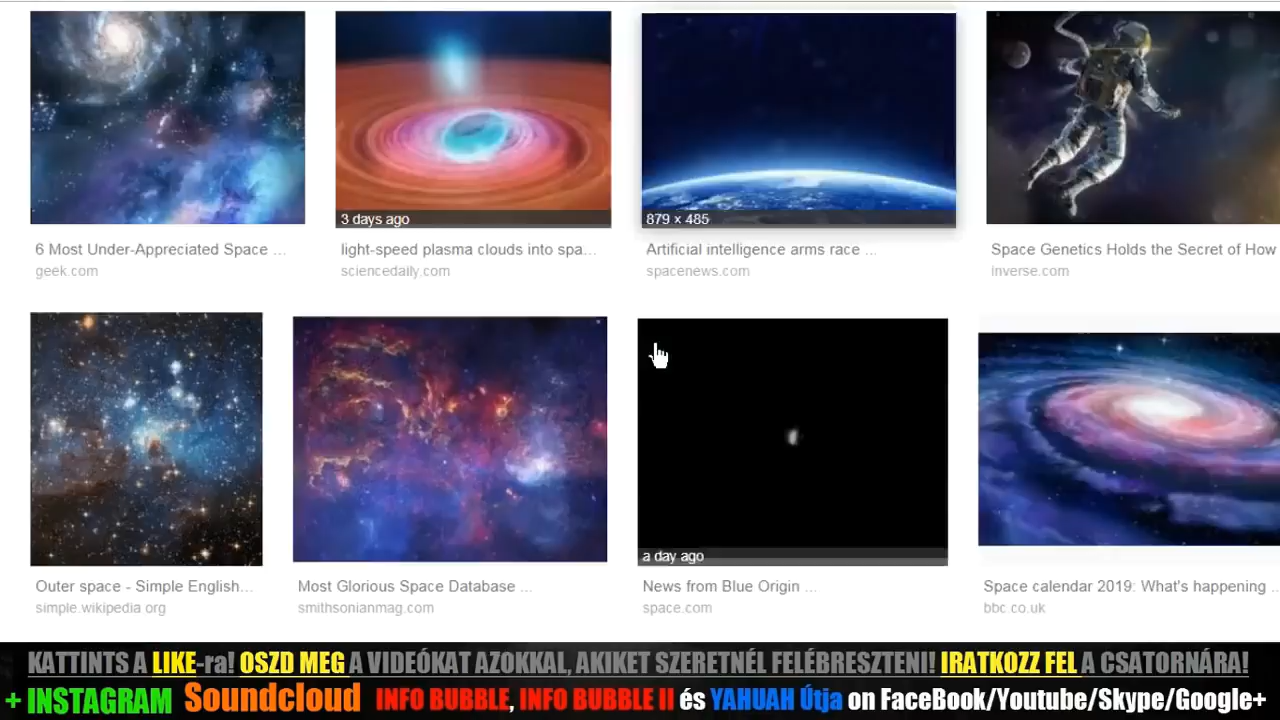 3 days ago
879 × 485
6 Most Under-Appreciated Space ...
geek.com
light-speed plasma clouds into spa...
sciencedaily.com
Artificial intelligence arms race ...
spacenews.com
Space Genetics Holds the Secret of How
inverse.com
a day ago
Outer space - Simple English...
simple.wikipedia.org
Most Glorious Space Database ...
smithsonianmag.com
News from Blue Origin ...
space.com
Space calendar 2019: What's happening ...
bbc.co.uk
KATTINTS A LIKE-ra! OSZD MEG A VIDEÓKAT AZOKKAL, AKIKET SZERETNÉL FELÉBRESZTENI! IRATKOZZ FEL A CSATORNÁRA!
+ INSTAGRAM Soundcloud INFO BUBBLE, INFO BUBBLE II és YAHUAH Útja on FaceBook/Youtube/Skype/Google+